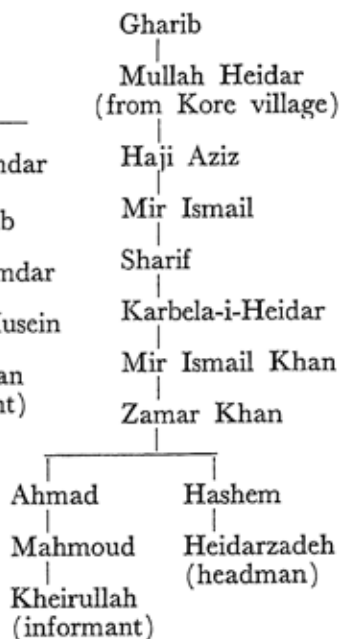 Gharib
Mullah Heidar
(from Kore village)
Haji Aziz
Mir Ismail
Sharif
Karbela-i-Heidar
Mir Ismail Khan
Zamar Khan
Ahmad Hashem
Mahmoud Heidarzadeh
(headman)
Kheirullah
(informant)